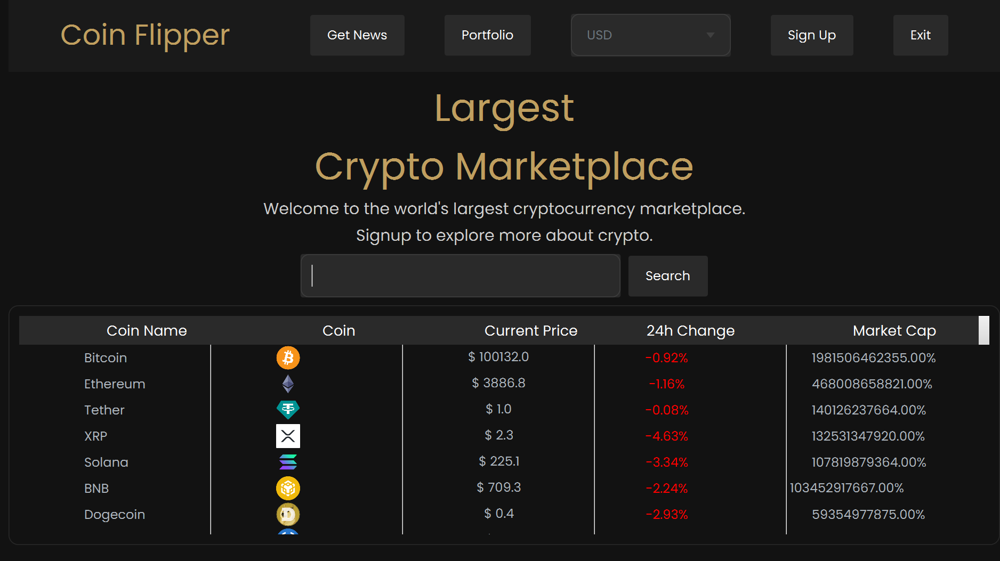 Coin Flipper Get News Portfolio USD Sign Up Exit
Largest
Crypto Marketplace
Welcome to the world's largest cryptocurrency marketplace.
Signup to explore more about crypto.
Search
Coin Name Coin Current Price 24h Change Market Cap
Bitcoin $ 100132.0 -0.92% 1981506462355.00%
Ethereum $ 3886.8 -1.16% 468008658821.00%
Tether $ 1.0 -0.08% 140126237664.00%
XRP $ 2.3 -4.63% 132531347920.00%
Solana $ 225.1 -3.34% 107819879364.00%
BNB $ 709.3 -2.24% 103452917667.00%
Dogecoin $ 0.4 -2.93% 59354977875.00%